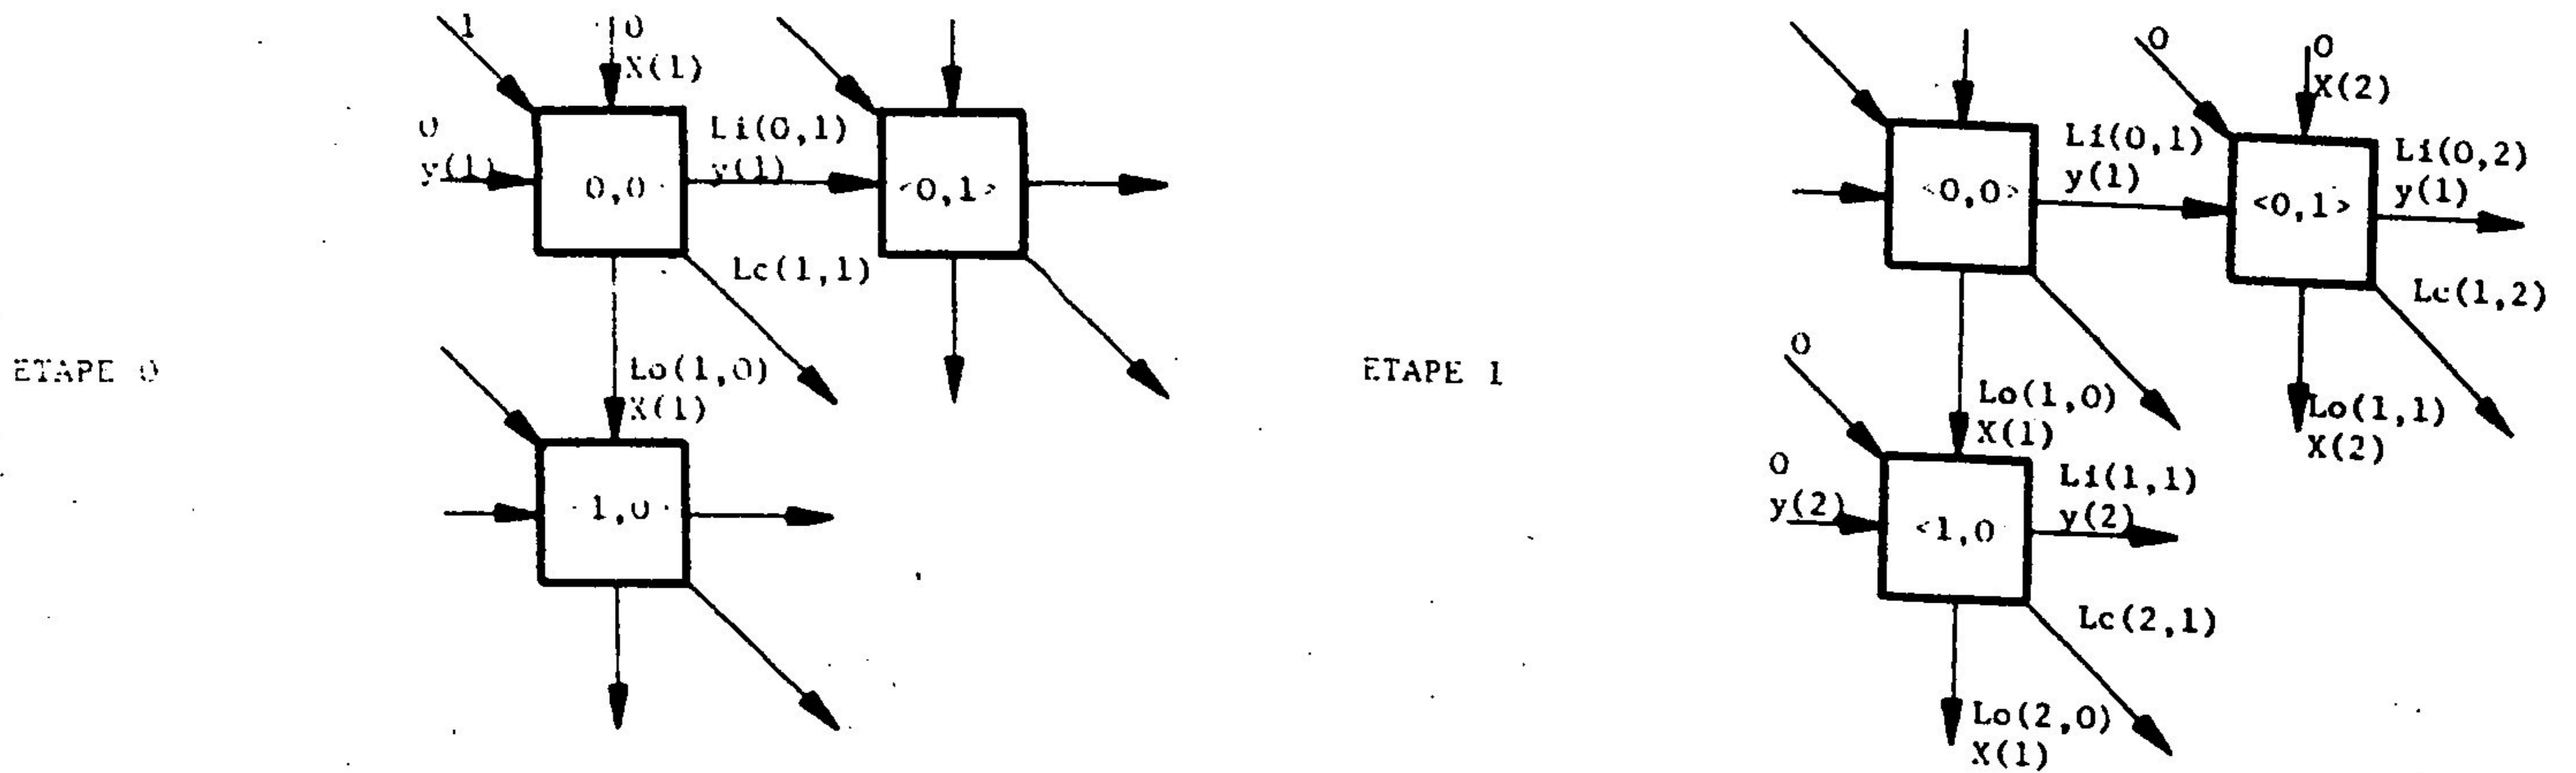 1
0
X(1)
0
y(1)
0,0
Li(0,1)
y(1)
<0,1>
Lc(1,1)
ETAPE 0
Lo(1,0)
X(1)
1,0
0
0
X(2)
<0,0>
Li(0,1)
y(1)
<0,1>
Li(0,2)
y(1)
Lc(1,2)
ETAPE 1
0
Lo(1,0)
X(1)
Lo(1,1)
X(2)
0
y(2)
<1,0
Li(1,1)
y(2)
Lc(2,1)
Lo(2,0)
X(1)